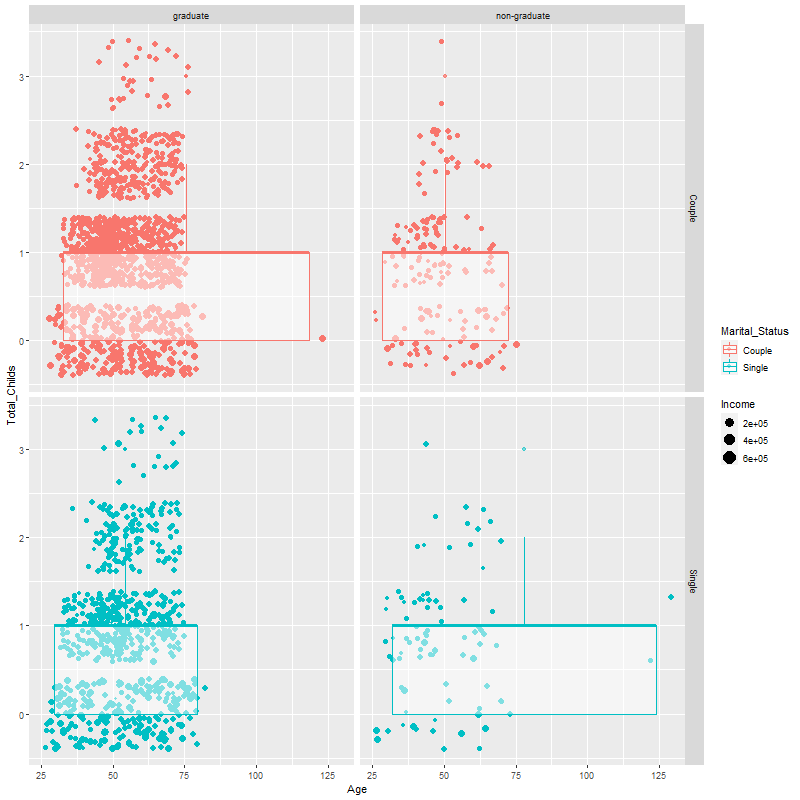 graduate
non-graduate
3
2
1
0
Couple
Total_Childs
3
2
1
0
Single
25
50
75
100
125
25
50
75
100
125
Age
Marital_Status
Couple
Single
Income
2e+05
4e+05
6e+05